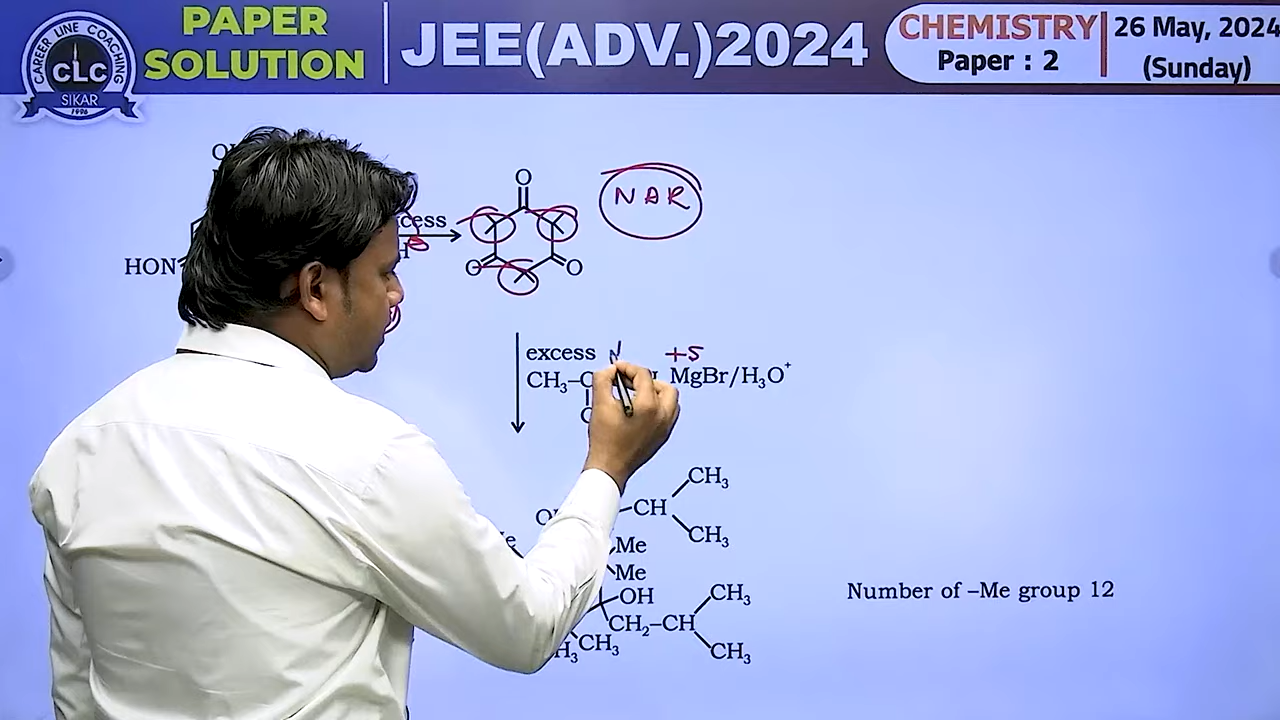 CAREER LINE COACHING
CLC
SIKAR
1996
PAPER
SOLUTION
JEE(ADV.)2024
CHEMISTRY
Paper : 2
26 May, 2024
(Sunday)
O
NAR
HON
O O
excess +5
CH₃–C MgBr/H₃O⁺
CH₃
CH
CH₃
Me
Me
OH
CH₃
CH₂–CH
CH₃
CH₃
Number of –Me group 12